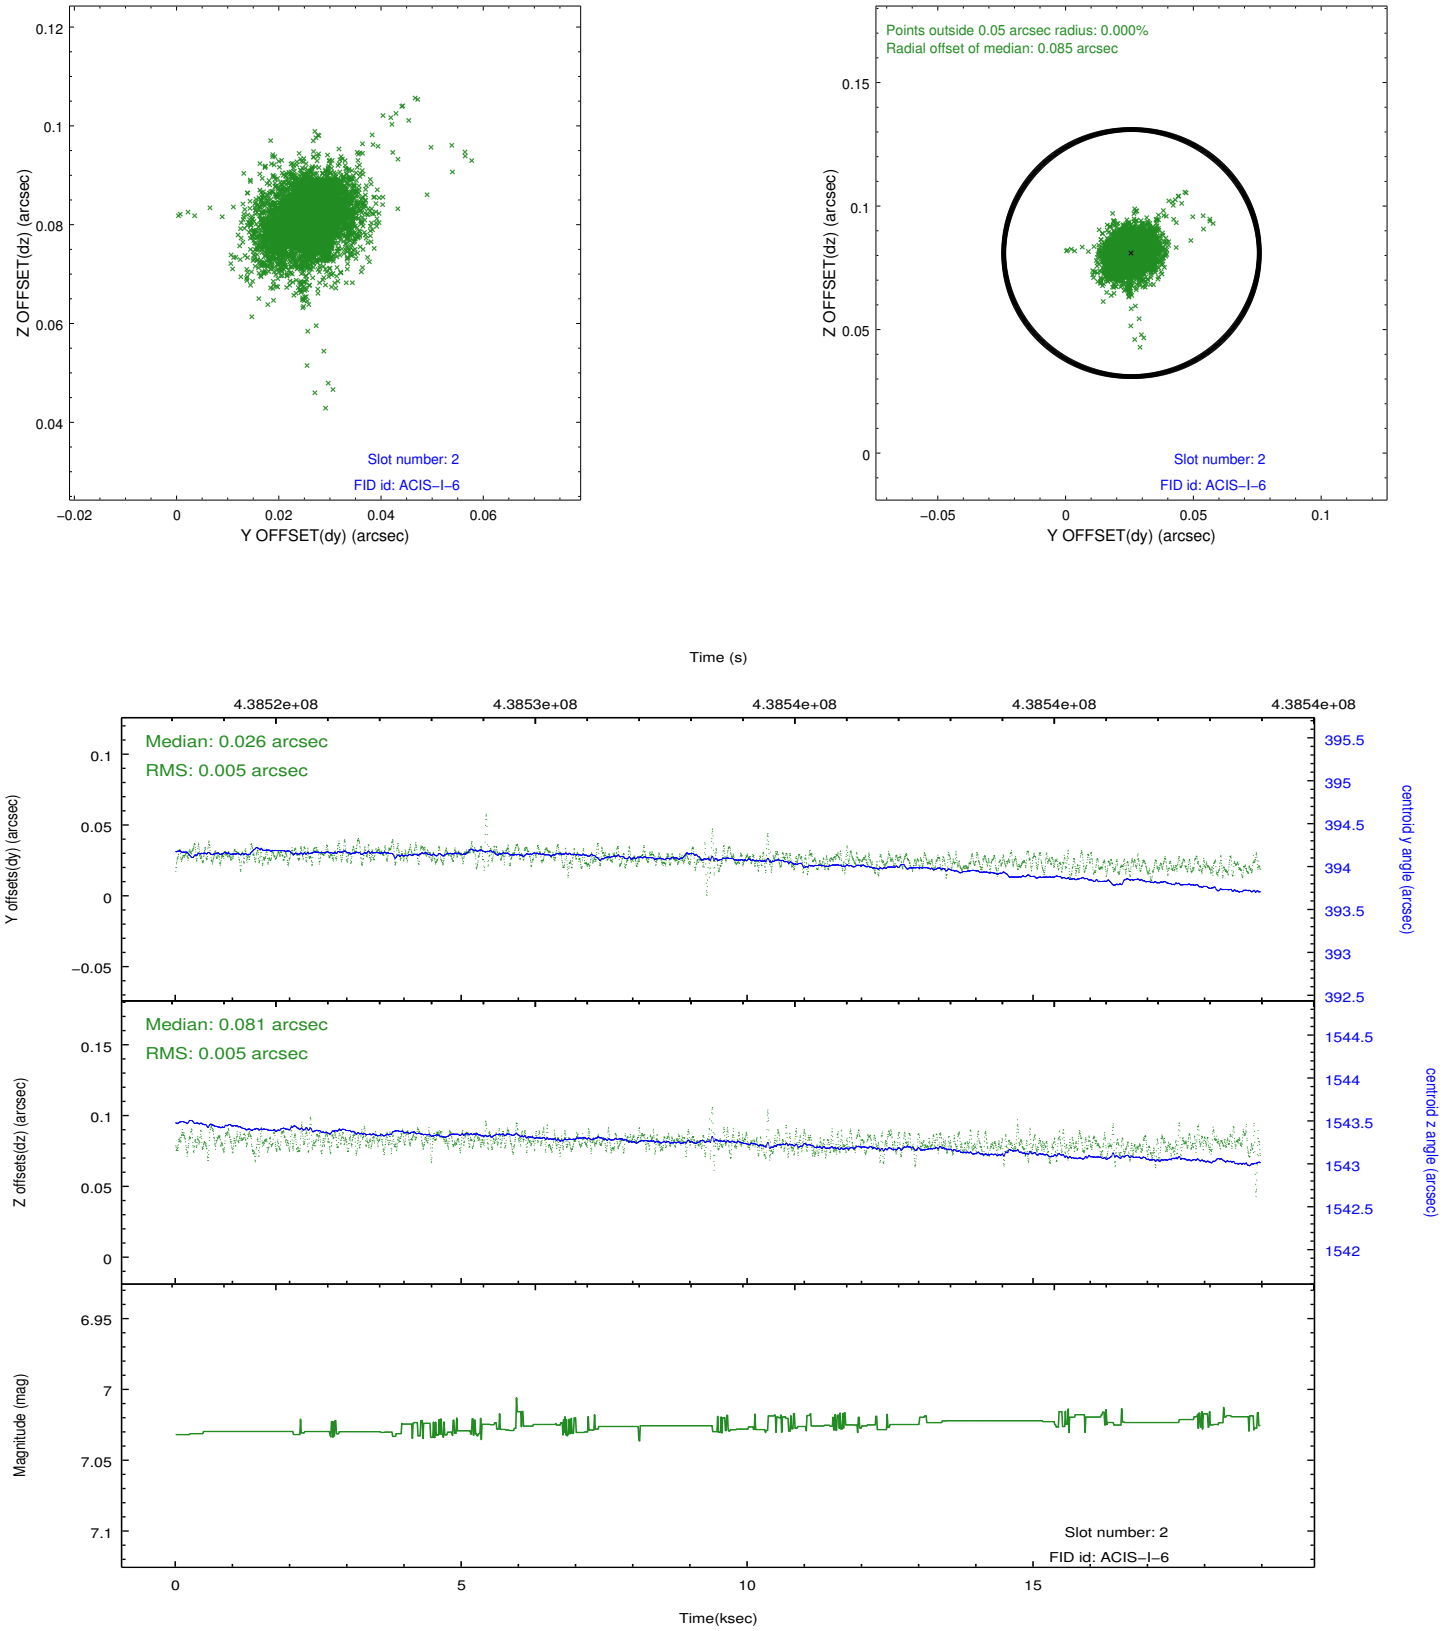 0.12
0.1
0.08
0.06
0.04
−0.02
0
0.02
0.04
0.06
Z OFFSET(dz) (arcsec)
Y OFFSET(dy) (arcsec)
Slot number: 2
FID id: ACIS−I−6
Points outside 0.05 arcsec radius: 0.000%
Radial offset of median: 0.085 arcsec
0.15
0.1
0.05
0
−0.05
0
0.05
0.1
Z OFFSET(dz) (arcsec)
Y OFFSET(dy) (arcsec)
Slot number: 2
FID id: ACIS−I−6
Time (s)
4.3852e+08
4.3853e+08
4.3854e+08
4.3854e+08
4.3854e+08
Median: 0.026 arcsec
RMS: 0.005 arcsec
0.1
0.05
0
−0.05
Y offsets(dy) (arcsec)
395.5
395
394.5
394
393.5
393
392.5
centroid y angle (arcsec)
Median: 0.081 arcsec
RMS: 0.005 arcsec
0.15
0.1
0.05
0
Z offsets(dz) (arcsec)
1544.5
1544
1543.5
1543
1542.5
1542
centroid z angle (arcsec)
6.95
7
7.05
7.1
Magnitude (mag)
Slot number: 2
FID id: ACIS−I−6
0
5
10
15
Time(ksec)